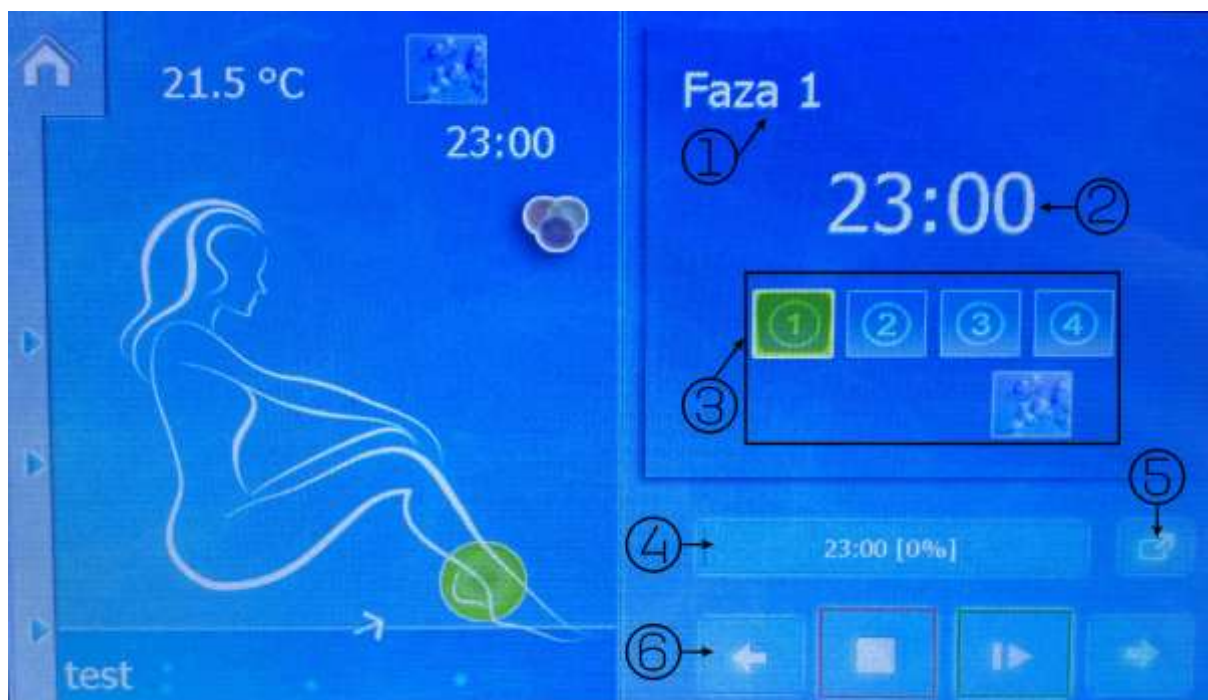 21.5 °C
23:00
test
Faza 1
①
23:00
②
① ② ③ ④
③
⑤
④
23:00 [0%]
⑥